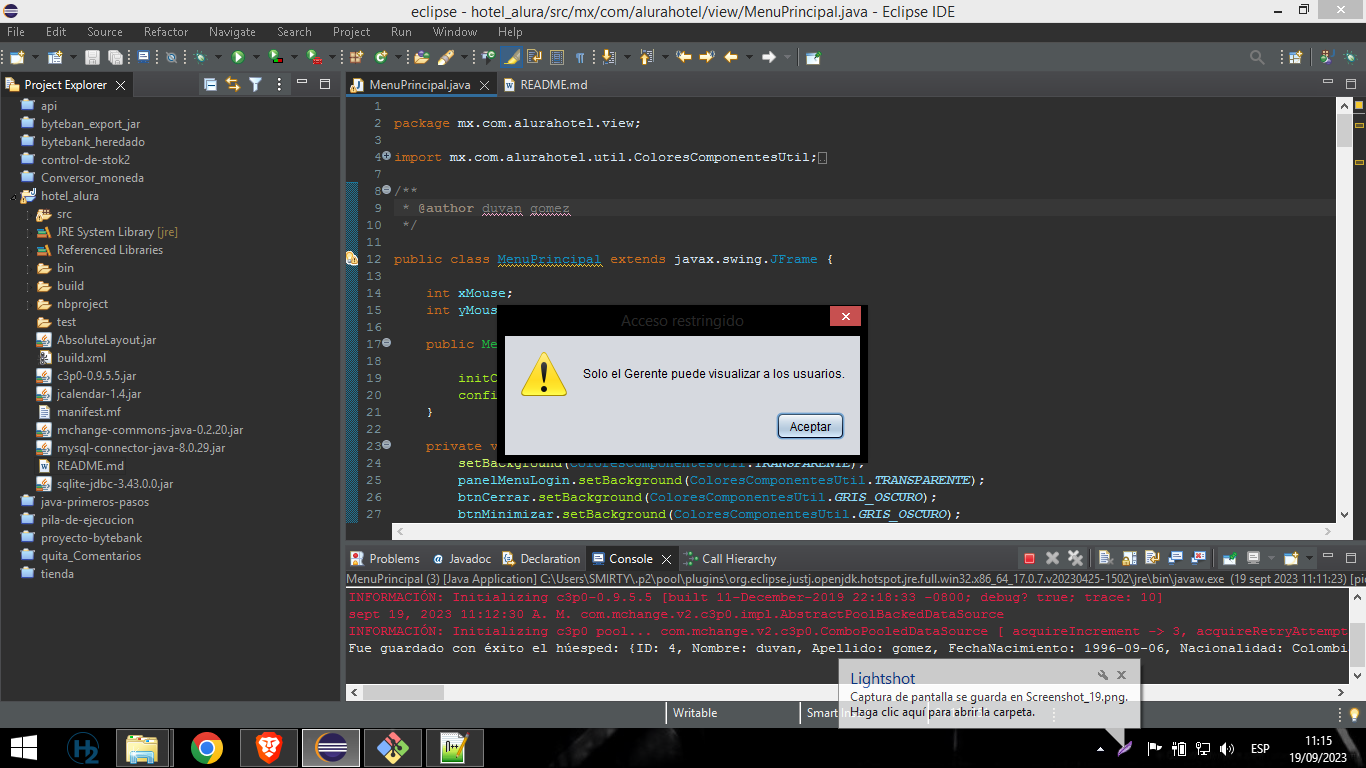 eclipse - hotel_alura/src/mx/com/alurahotel/view/MenuPrincipal.java - Eclipse IDE
File Edit Source Refactor Navigate Search Project Run Window Help
Project Explorer
api
byteban_export_jar
bytebank_heredado
control-de-stok2
Conversor_moneda
hotel_alura
src
JRE System Library [jre]
Referenced Libraries
bin
build
nbproject
test
AbsoluteLayout.jar
build.xml
c3p0-0.9.5.5.jar
jcalendar-1.4.jar
manifest.mf
mchange-commons-java-0.2.20.jar
mysql-connector-java-8.0.29.jar
README.md
sqlite-jdbc-3.43.0.0.jar
java-primeros-pasos
pila-de-ejecucion
proyecto-bytebank
quita_Comentarios
tienda
MenuPrincipal.java README.md
1
2 package mx.com.alurahotel.view;
3
4 import mx.com.alurahotel.util.ColoresComponentesUtil;
7
8 /**
9 * @author duvan gomez
10 */
11
12 public class MenuPrincipal extends javax.swing.JFrame {
13
14 int xMouse;
15 int yMous
16
17 public Me
18
19 initC
20 confi
21 }
22
23 private v
24 setBackground(ColoresComponentesUtil.TRANSPARENTE);
25 panelMenuLogin.setBackground(ColoresComponentesUtil.TRANSPARENTE);
26 btnCerrar.setBackground(ColoresComponentesUtil.GRIS_OSCURO);
27 btnMinimizar.setBackground(ColoresComponentesUtil.GRIS_OSCURO);
Acceso restringido
Solo el Gerente puede visualizar a los usuarios.
Aceptar
Problems @ Javadoc Declaration Console Call Hierarchy
MenuPrincipal (3) [Java Application] C:\Users\SMIRTY\.p2\pool\plugins\org.eclipse.justj.openjdk.hotspot.jre.full.win32.x86_64_17.0.7.v20230425-1502\jre\bin\javaw.exe (19 sept 2023 11:11:23) [pi
INFORMACIÓN: Initializing c3p0-0.9.5.5 [built 11-December-2019 22:18:33 -0800; debug? true; trace: 10]
sept 19, 2023 11:12:30 A. M. com.mchange.v2.c3p0.impl.AbstractPoolBackedDataSource
INFORMACIÓN: Initializing c3p0 pool... com.mchange.v2.c3p0.ComboPooledDataSource [ acquireIncrement -> 3, acquireRetryAttempt
Fue guardado con éxito el húesped: {ID: 4, Nombre: duvan, Apellido: gomez, FechaNacimiento: 1996-09-06, Nacionalidad: Colombi
Lightshot
Captura de pantalla se guarda en Screenshot_19.png.
Haga clic aquí para abrir la carpeta.
Writable Smart In
ESP
11:15
19/09/2023